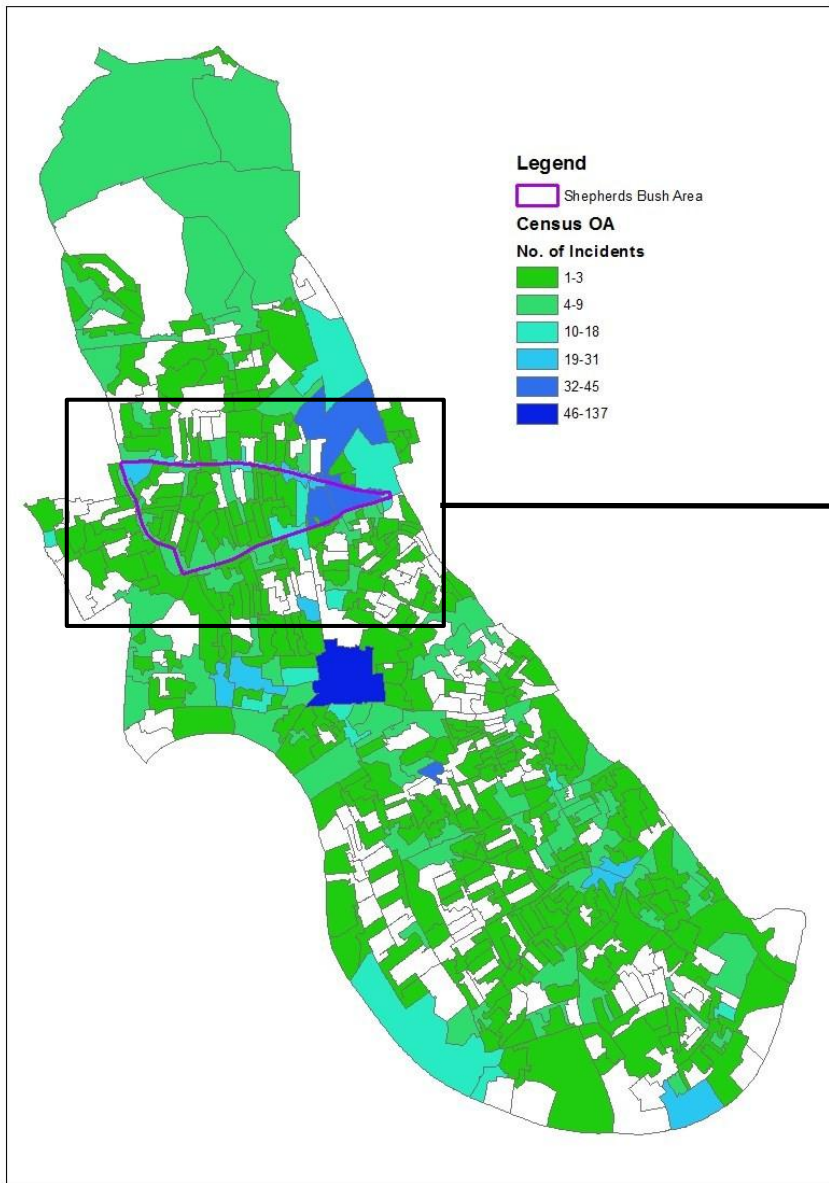 Legend
Shepherds Bush Area
Census OA
No. of Incidents
1-3
4-9
10-18
19-31
32-45
46-137